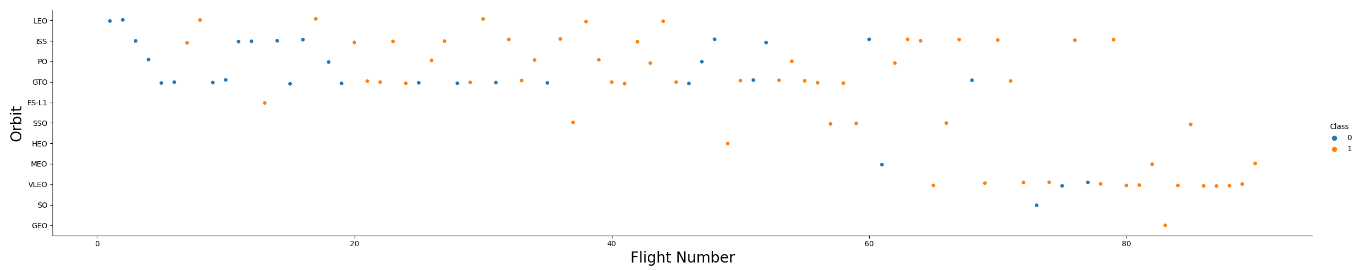 LEO
ISS
PO
GTO
ES-L1
SSO
HEO
MEO
VLEO
SO
GEO
Orbit
0 20 40 60 80
Flight Number
Class
0
1